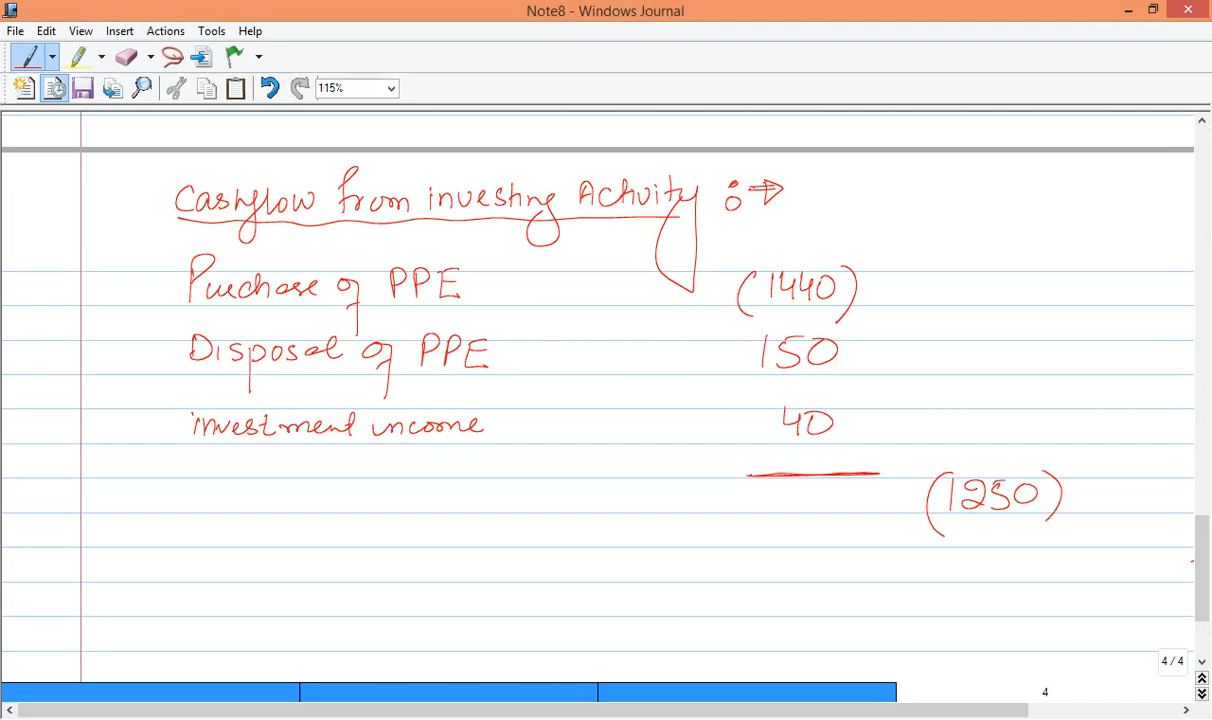 Note8 - Windows Journal
File Edit View Insert Actions Tools Help
115%
Cashflow from investing Activity :⇒
Purchase of PPE (1440)
Disposal of PPE 150
investment income 40
(1250)
4 / 4
4